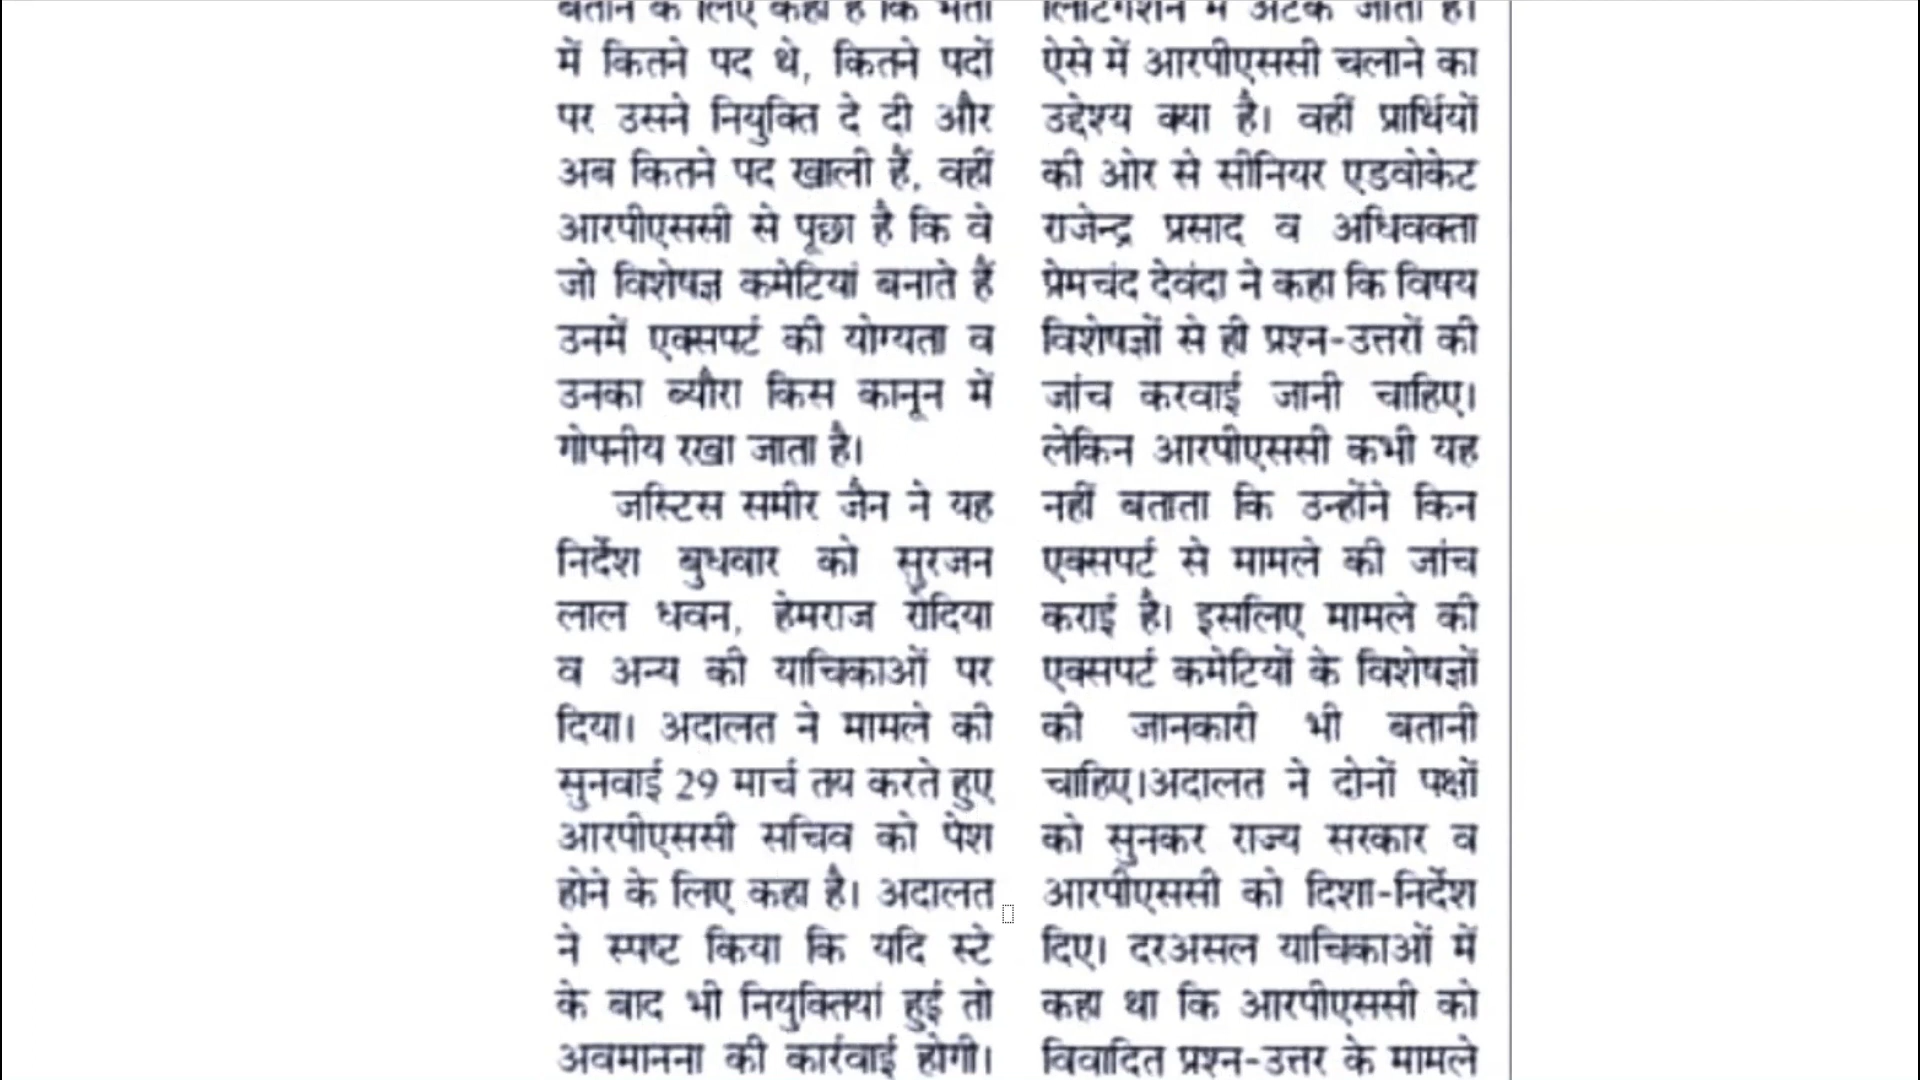 बताने के लिए कहा है कि भर्ती
में कितने पद थे, कितने पदों
पर उसने नियुक्ति दे दी और
अब कितने पद खाली हैं, वहीं
आरपीएससी से पूछा है कि वे
जो विशेषज्ञ कमेटियां बनाते हैं
उनमें एक्सपर्ट की योग्यता व
उनका ब्यौरा किस कानून में
गोपनीय रखा जाता है।
जस्टिस समीर जैन ने यह
निर्देश बुधवार को सुरजन
लाल धवन, हेमराज रोदिया
व अन्य की याचिकाओं पर
दिया। अदालत ने मामले की
सुनवाई 29 मार्च तय करते हुए
आरपीएससी सचिव को पेश
होने के लिए कहा है। अदालत
ने स्पष्ट किया कि यदि स्टे
के बाद भी नियुक्तियां हुई तो
अवमानना की कार्रवाई होगी।
लिटिगेशन में अटक जाती है।
ऐसे में आरपीएससी चलाने का
उद्देश्य क्या है। वहीं प्रार्थियों
की ओर से सीनियर एडवोकेट
राजेन्द्र प्रसाद व अधिवक्ता
प्रेमचंद देवंदा ने कहा कि विषय
विशेषज्ञों से ही प्रश्न-उत्तरों की
जांच करवाई जानी चाहिए।
लेकिन आरपीएससी कभी यह
नहीं बताता कि उन्होंने किन
एक्सपर्ट से मामले की जांच
कराई है। इसलिए मामले की
एक्सपर्ट कमेटियों के विशेषज्ञों
की जानकारी भी बतानी
चाहिए।अदालत ने दोनों पक्षों
को सुनकर राज्य सरकार व
आरपीएससी को दिशा-निर्देश
दिए। दरअसल याचिकाओं में
कहा था कि आरपीएससी को
विवादित प्रश्न-उत्तर के मामले